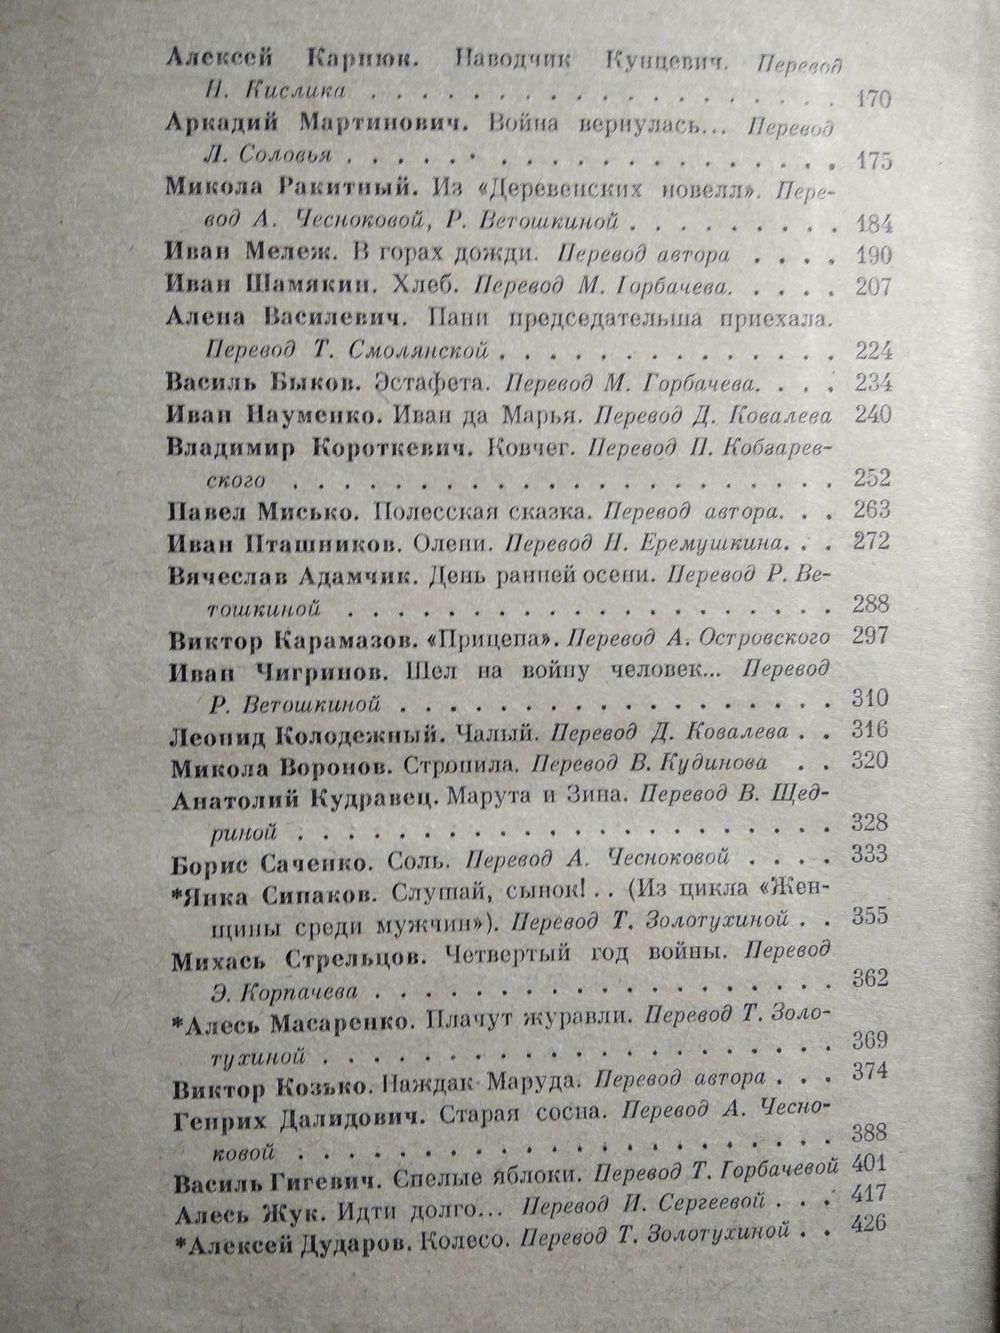 Алексей Карпюк. Наводчик Кунцевич. Перевод
Н. Кислика . . . . . . . . . . . . . . . . . . . 170
Аркадий Мартинович. Война вернулась... Перевод
Л. Соловья . . . . . . . . . . . . . . . . . . . 175
Микола Ракитный. Из «Деревенских новелл». Пере-
вод А. Чесноковой, Р. Ветошкиной . . . . . . . . . 184
Иван Мележ. В горах дожди. Перевод автора . . . . 190
Иван Шамякин. Хлеб. Перевод М. Горбачева. . . . . 207
Алена Василевич. Пани председательша приехала.
Перевод Т. Смолянской . . . . . . . . . . . . . . 224
Василь Быков. Эстафета. Перевод М. Горбачева. . . . 234
Иван Науменко. Иван да Марья. Перевод Д. Ковалева 240
Владимир Короткевич. Ковчег. Перевод П. Кобзарев-
ского . . . . . . . . . . . . . . . . . . . . . . 252
Павел Мисько. Полесская сказка. Перевод автора. . . 263
Иван Пташников. Олени. Перевод Н. Еремушкина. . . 272
Вячеслав Адамчик. День ранней осени. Перевод Р. Ве-
тошкиной . . . . . . . . . . . . . . . . . . . . 288
Виктор Карамазов. «Прицепа». Перевод А. Островского 297
Иван Чигринов. Шел на войну человек... Перевод
Р. Ветошкиной . . . . . . . . . . . . . . . . . . 310
Леонид Колодежный. Чалый. Перевод Д. Ковалева . . 316
Микола Воронов. Стропила. Перевод В. Кудинова . . 320
Анатолий Кудравец. Марута и Зина. Перевод В. Щед-
риной . . . . . . . . . . . . . . . . . . . . . . 328
Борис Саченко. Соль. Перевод А. Чесноковой . . . . 333
*Янка Сипаков. Слушай, сынок! . . (Из цикла «Жен-
щины среди мужчин»). Перевод Т. Золотухиной . . 355
Михась Стрельцов. Четвертый год войны. Перевод
Э. Корпачева . . . . . . . . . . . . . . . . . . 362
*Алесь Масаренко. Плачут журавли. Перевод Т. Золо-
тухиной . . . . . . . . . . . . . . . . . . . . . 369
Виктор Козько. Наждак Маруда. Перевод автора . . . 374
Генрих Далидович. Старая сосна. Перевод А. Чесно-
ковой . . . . . . . . . . . . . . . . . . . . . . 388
Василь Гигевич. Спелые яблоки. Перевод Т. Горбачевой 401
Алесь Жук. Идти долго... Перевод И. Сергеевой . . . 417
*Алексей Дударов. Колесо. Перевод Т. Золотухиной . . 426